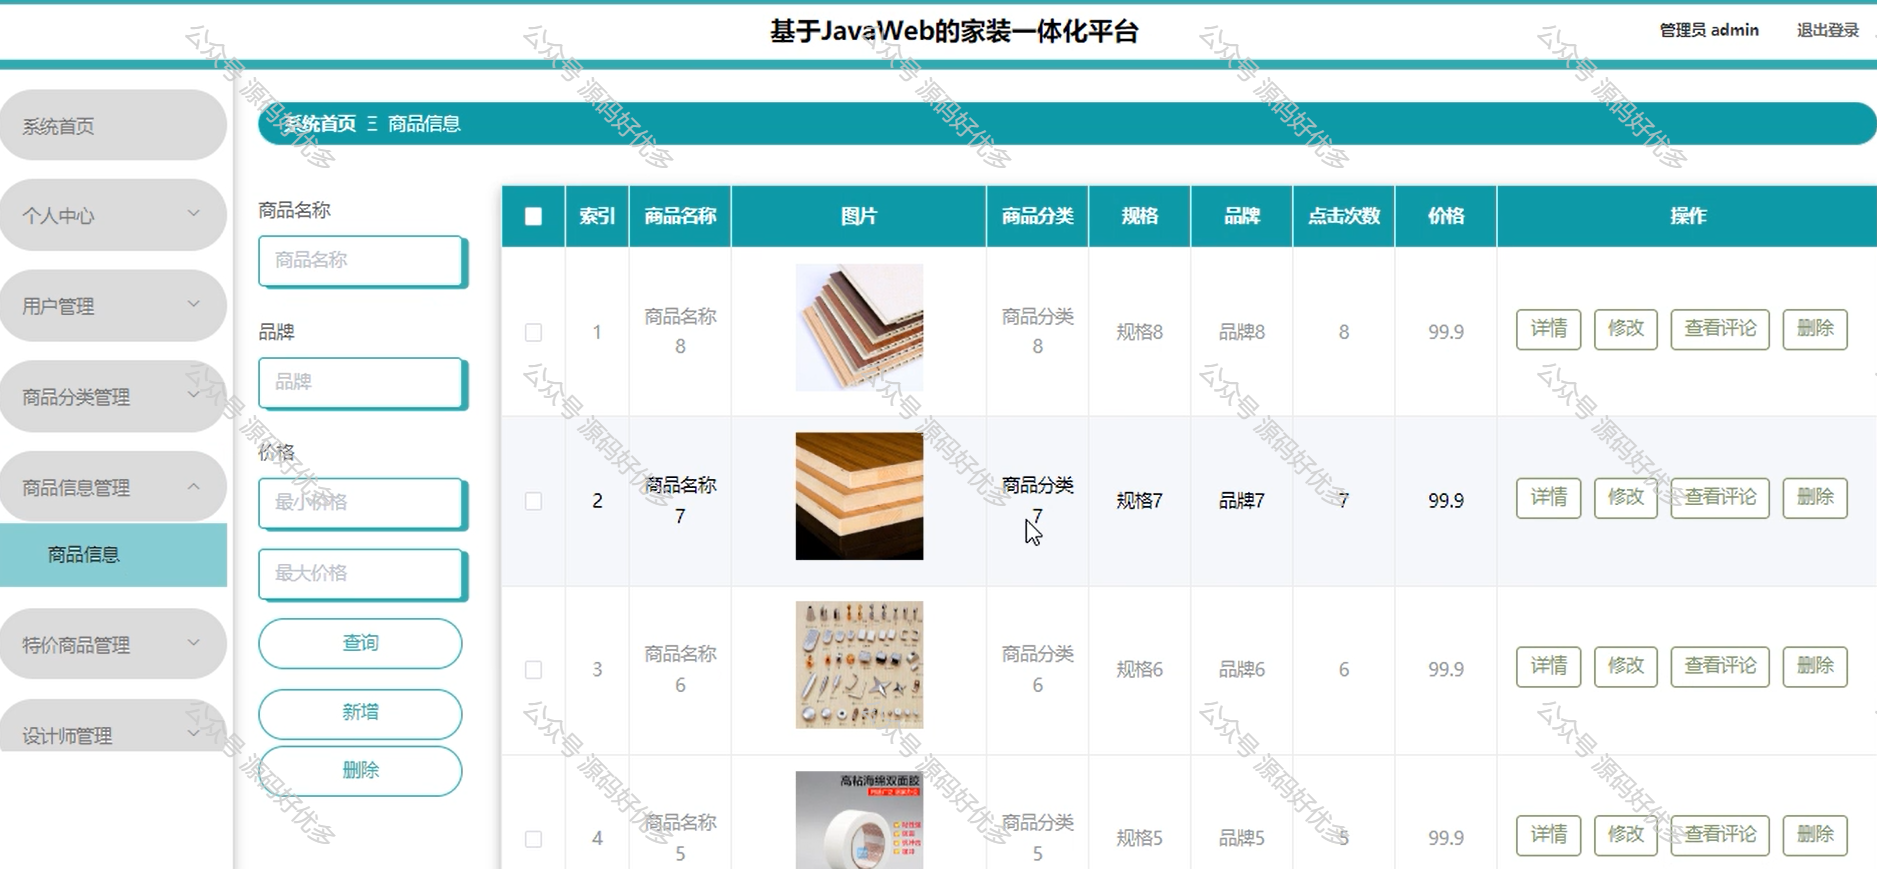 基于JavaWeb的家装一体化平台
管理员 admin
退出登录
系统首页
个人中心
用户管理
商品分类管理
商品信息管理
商品信息
特价商品管理
设计师管理
系统首页 Ξ 商品信息
商品名称
商品名称
品牌
品牌
价格
最小价格
最大价格
查询
新增
删除
索引 商品名称 图片 商品分类 规格 品牌 点击次数 价格 操作
1 商品名称8 商品分类8 规格8 品牌8 8 99.9 详情 修改 查看评论 删除
2 商品名称7 商品分类7 规格7 品牌7 7 99.9 详情 修改 查看评论 删除
3 商品名称6 商品分类6 规格6 品牌6 6 99.9 详情 修改 查看评论 删除
4 商品名称5 商品分类5 规格5 品牌5 5 99.9 详情 修改 查看评论 删除
高粘海绵双面胶
公众号 源码好优多